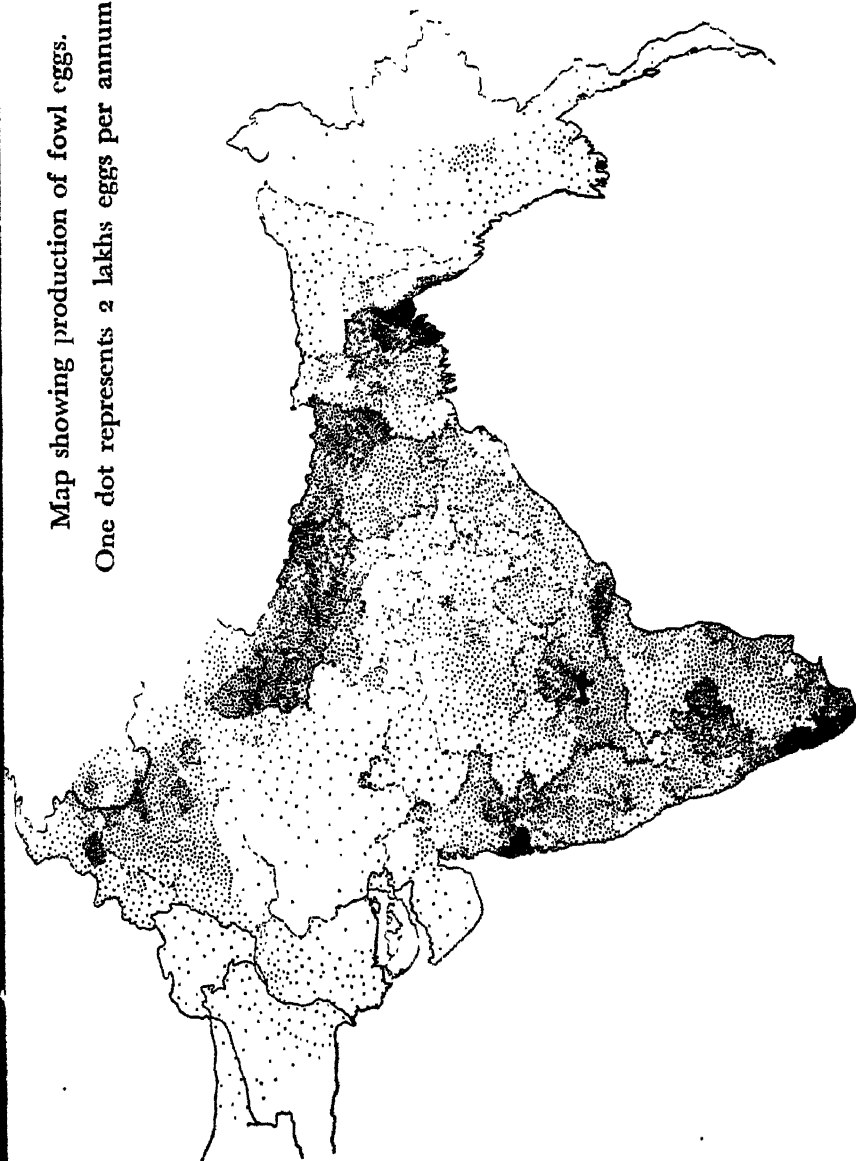 Map showing production of fowl eggs.
One dot represents 2 lakhs eggs per annum